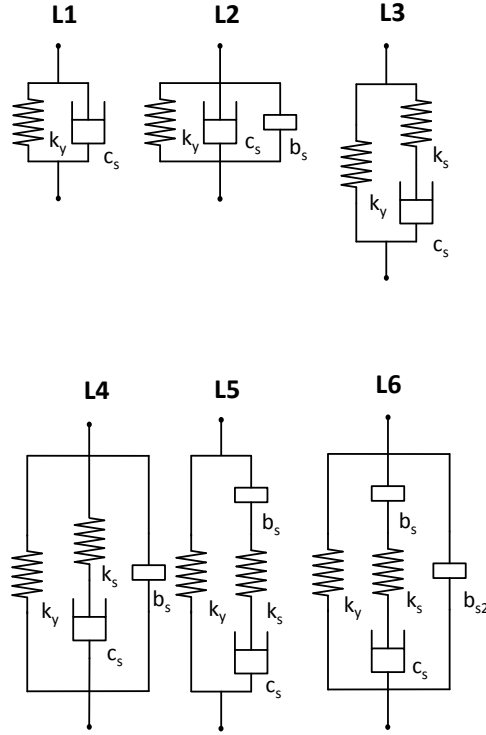 L1 L2 L3
k_y c_s
k_y c_s b_s
k_y k_s c_s
L4 L5 L6
k_y k_s c_s b_s
k_y b_s k_s c_s
k_y b_s k_s c_s b_s2